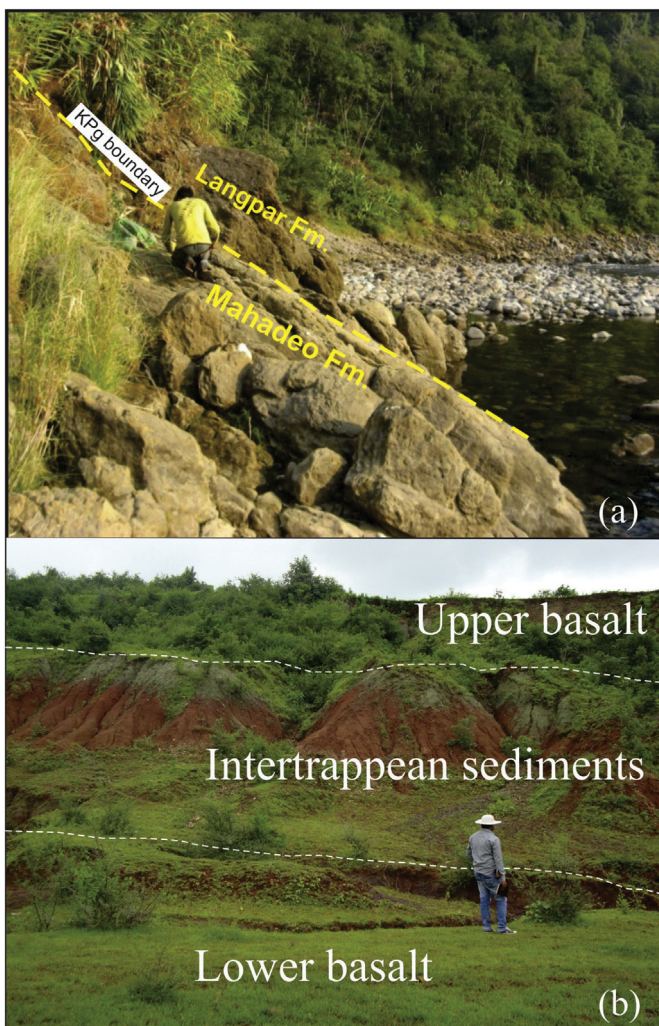 KPg boundary
Langpar Fm.
Mahadeo Fm.
(a)
Upper basalt
Intertrappean sediments
Lower basalt
(b)